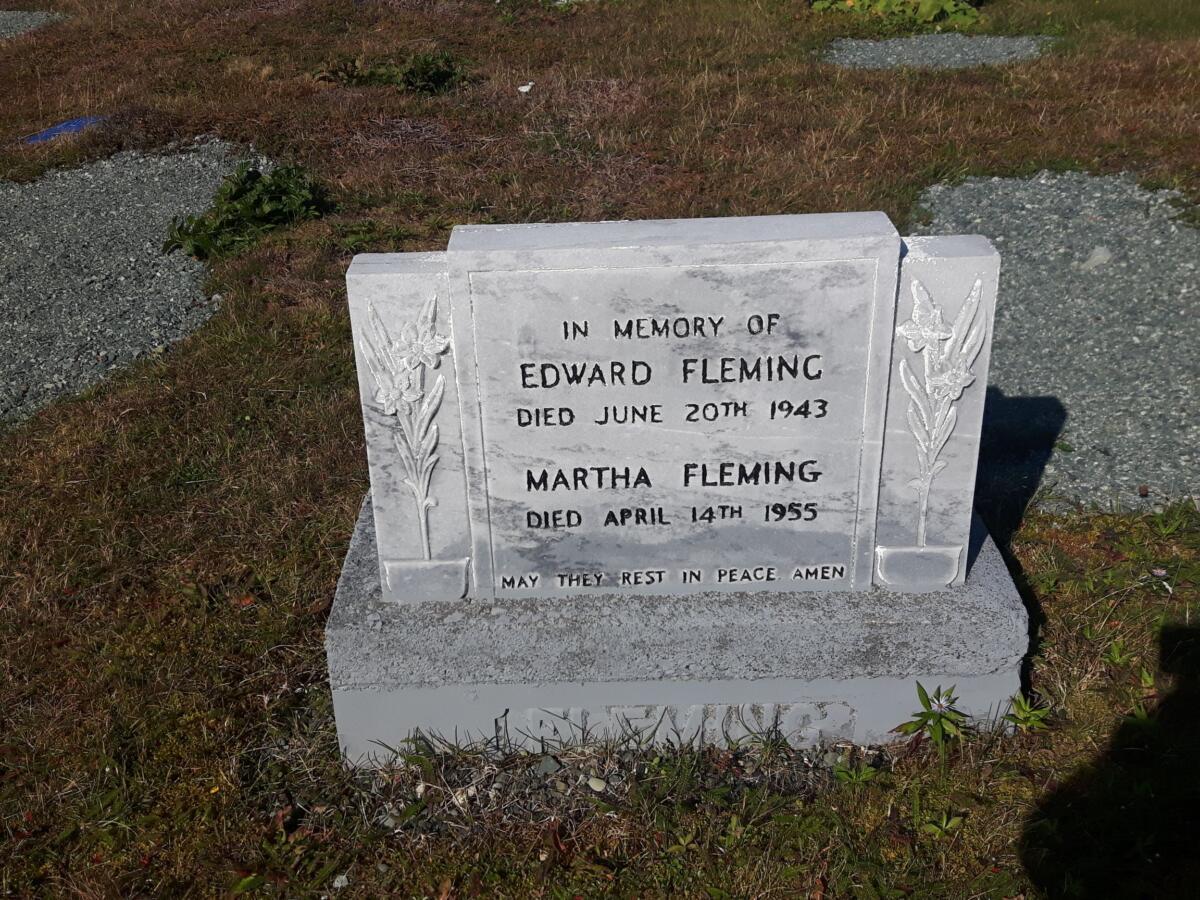 IN MEMORY OF
EDWARD FLEMING
DIED JUNE 20TH 1943
MARTHA FLEMING
DIED APRIL 14TH 1955
MAY THEY REST IN PEACE. AMEN
FLEMING